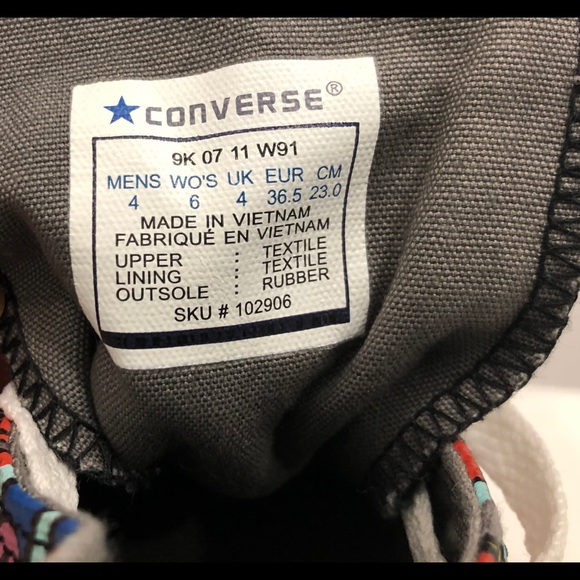 ★CONVERSE®
9K 07 11 W91
MENS WO'S UK EUR CM
4 6 4 36.5 23.0
MADE IN VIETNAM
FABRIQUÉ EN VIETNAM
UPPER : TEXTILE
LINING : TEXTILE
OUTSOLE : RUBBER
SKU # 102906